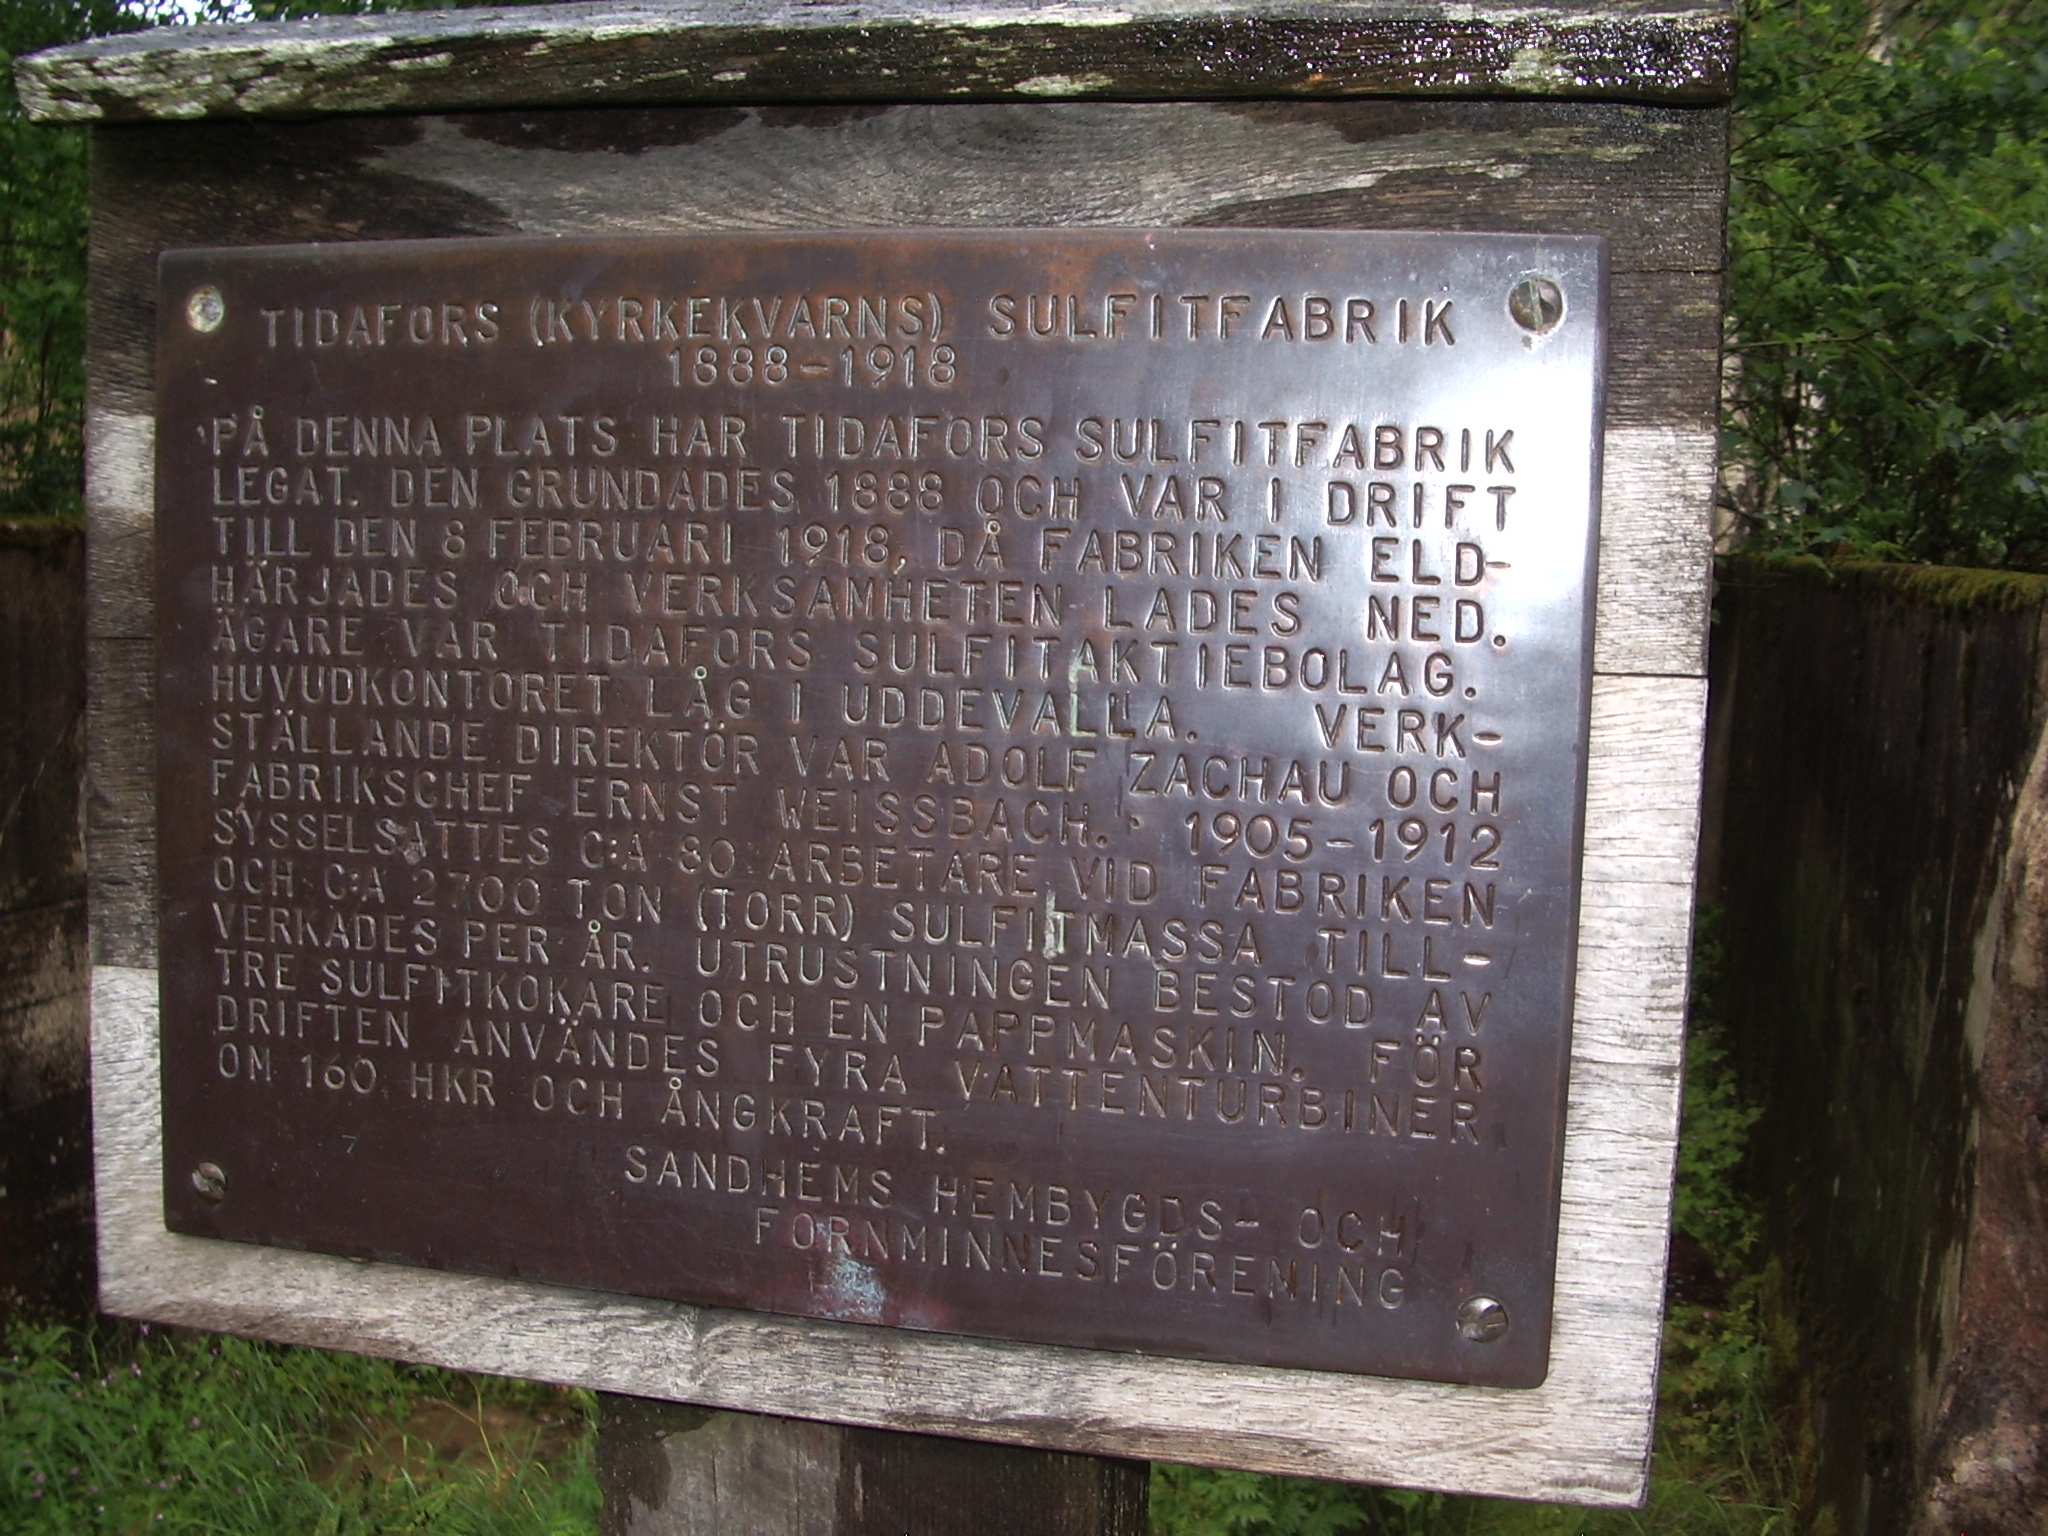 TIDAFORS (KYRKEKVARNS) SULFITFABRIK
1888-1918
PÅ DENNA PLATS HAR TIDAFORS SULFITFABRIK
LEGAT. DEN GRUNDADES 1888 OCH VAR I DRIFT
TILL DEN 8 FEBRUARI 1918, DÅ FABRIKEN ELD-
HÄRJADES OCH VERKSAMHETEN LADES NED.
ÄGARE VAR TIDAFORS SULFITAKTIEBOLAG.
HUVUDKONTORET LÅG I UDDEVALLA. VERK-
STÄLLANDE DIREKTÖR VAR ADOLF ZACHAU OCH
FABRIKSCHEF ERNST WEISSBACH. 1905-1912
SYSSELSATTES C:A 80 ARBETARE VID FABRIKEN
OCH C:A 2700 TON (TORR) SULFITMASSA TILL-
VERKADES PER ÅR. UTRUSTNINGEN BESTOD AV
TRE SULFITKOKARE OCH EN PAPPMASKIN. FÖR
DRIFTEN ANVÄNDES FYRA VATTENTURBINER
OM 160 HKR OCH ÅNGKRAFT.
SANDHEMS HEMBYGDS- OCH
FORNMINNESFÖRENING